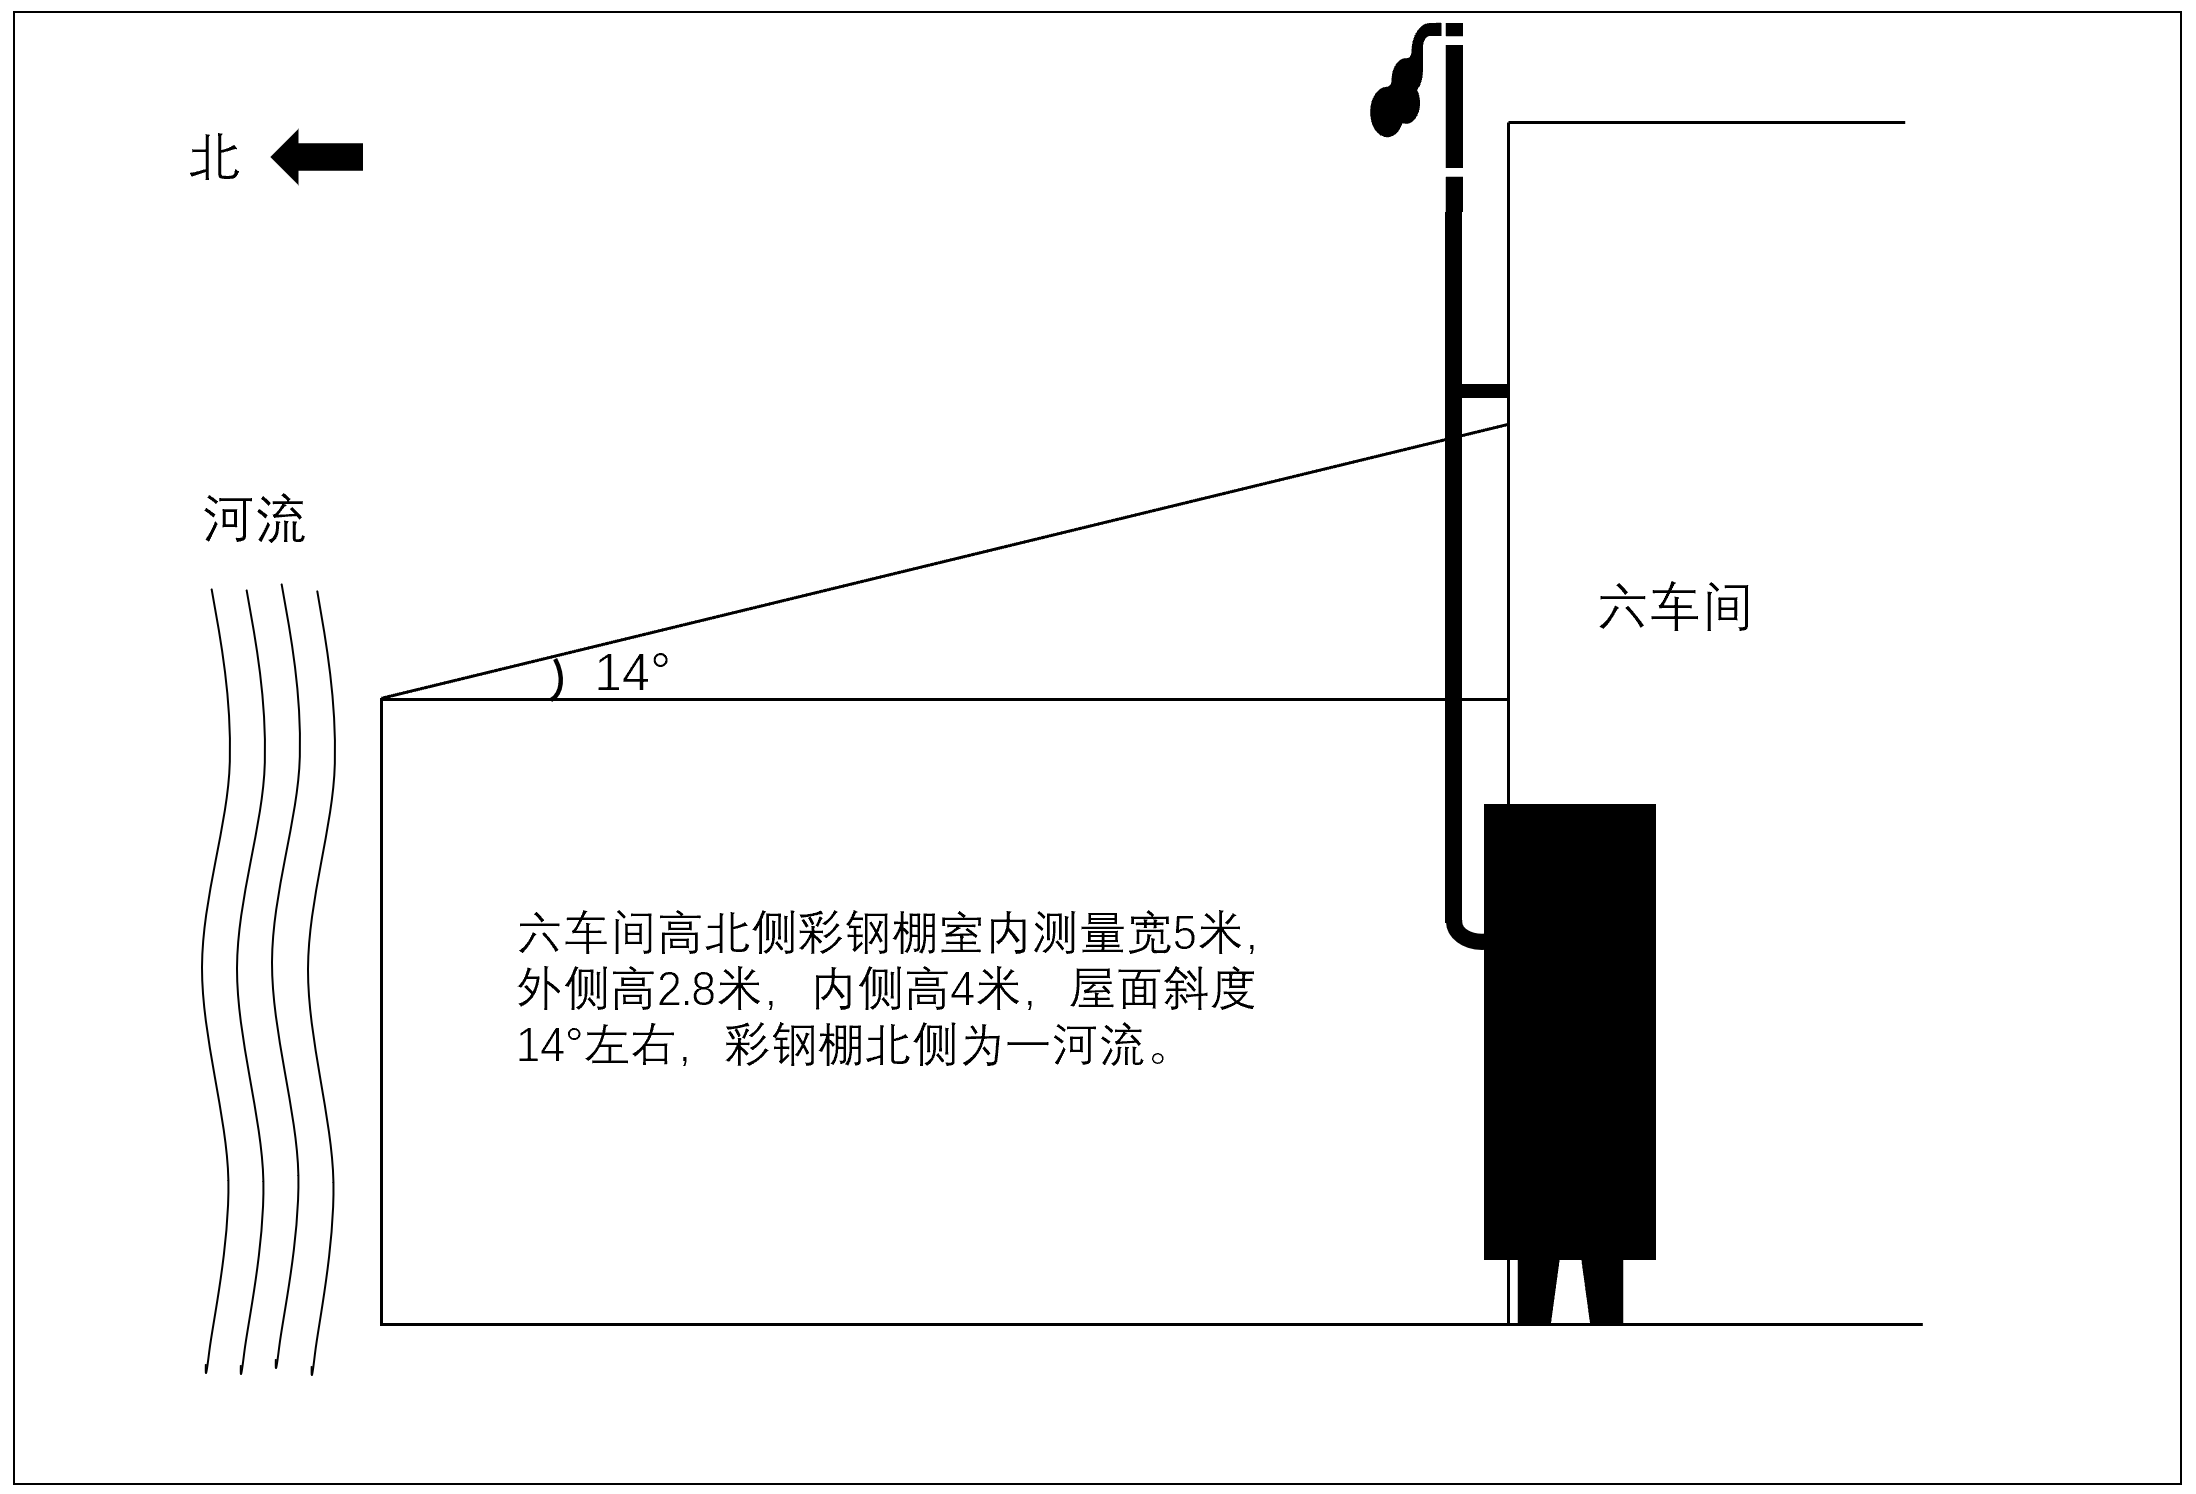 北
河流
14°
六车间
六车间高北侧彩钢棚室内测量宽5米,
外侧高2.8米, 内侧高4米, 屋面斜度
14°左右, 彩钢棚北侧为一河流。